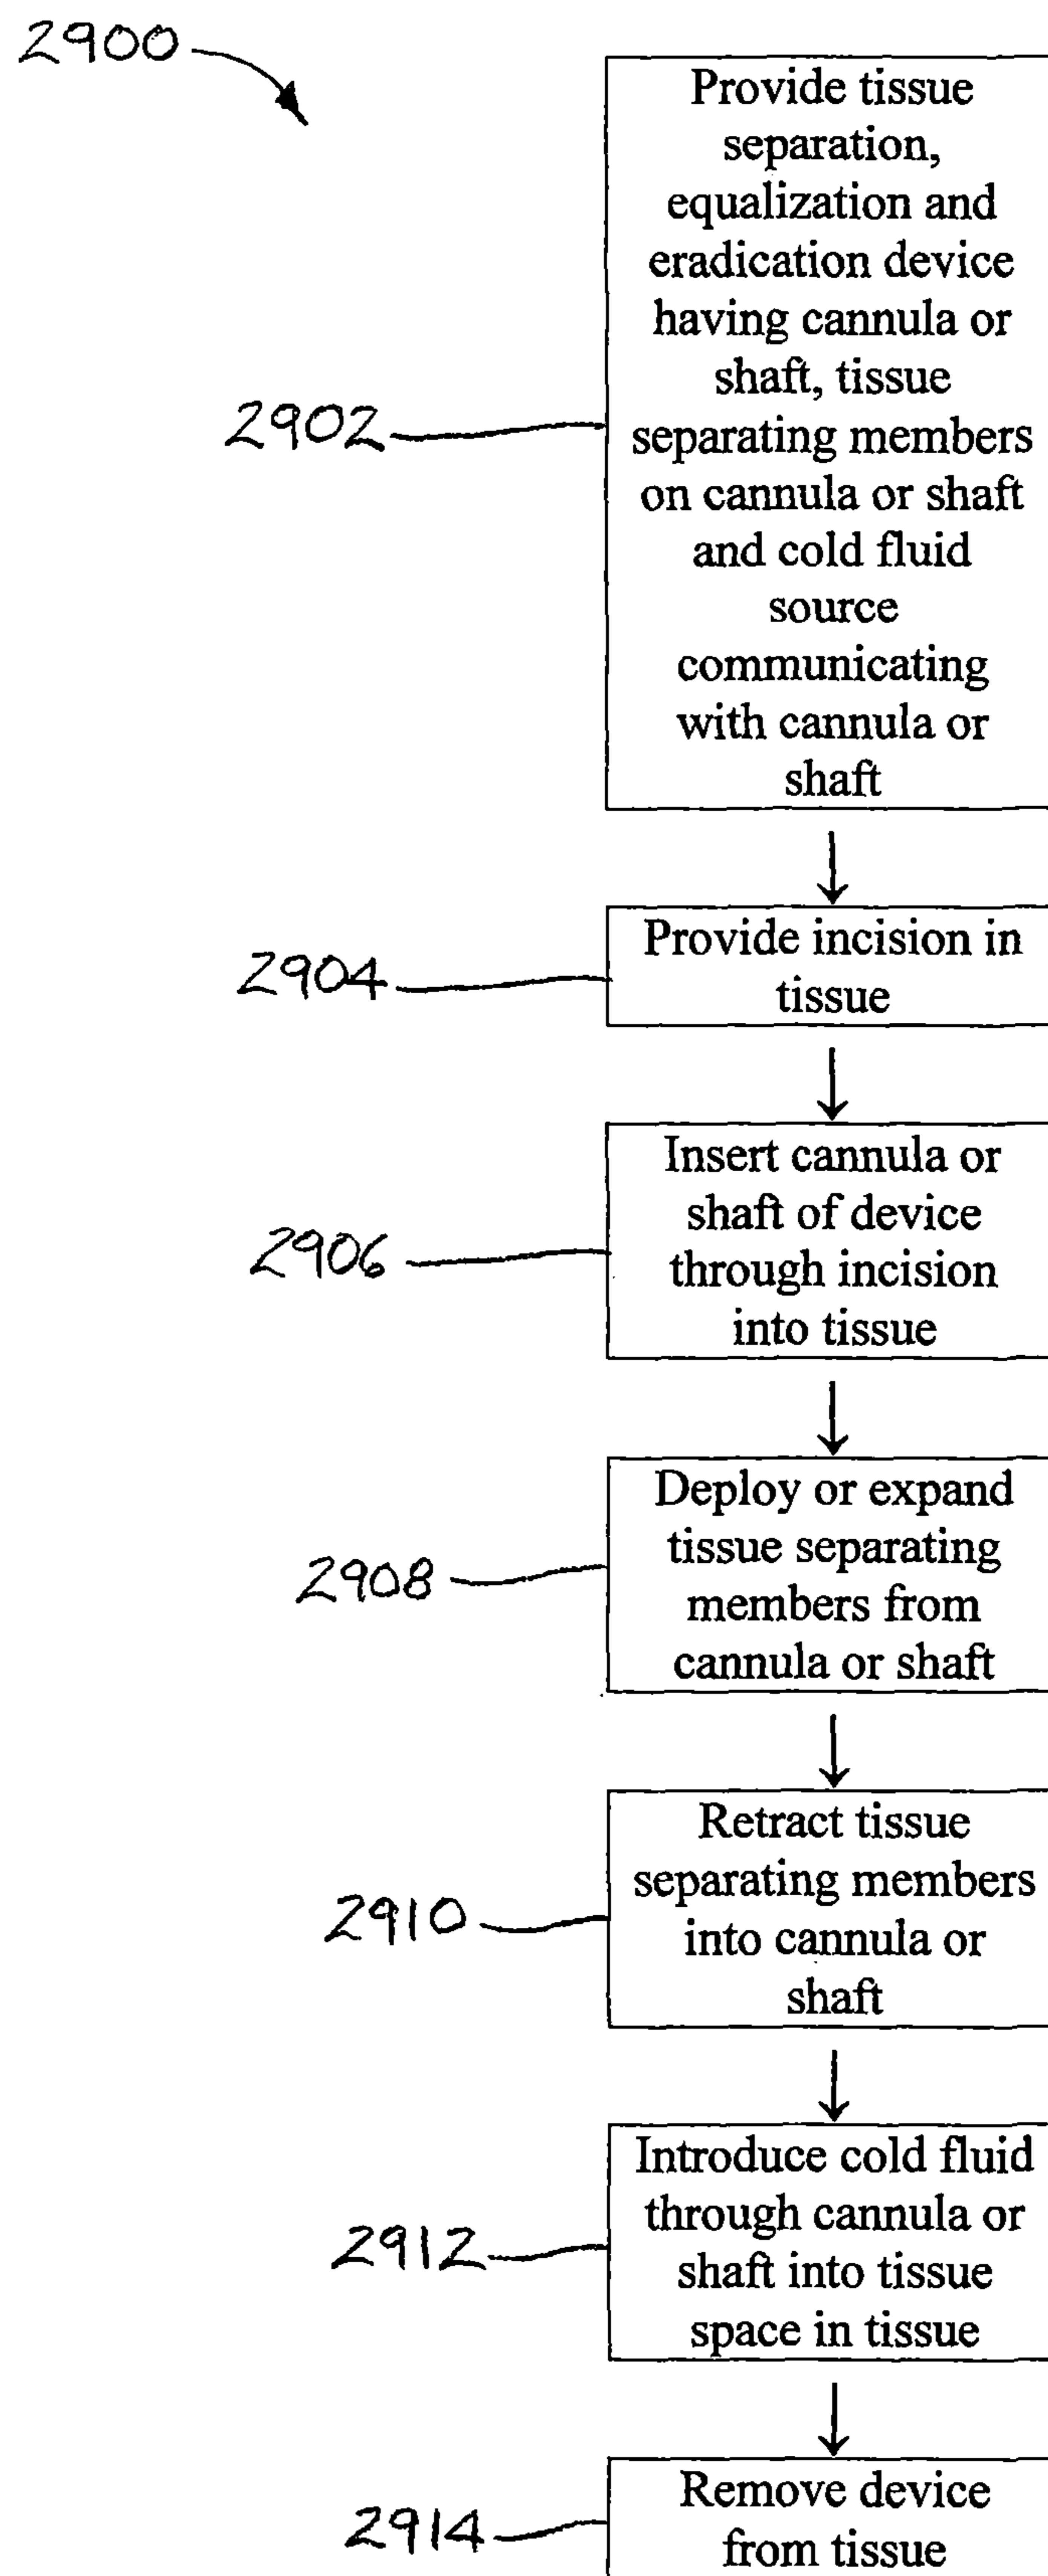 2900
Provide tissue
separation,
equalization and
eradication device
having cannula or
shaft, tissue
2902
separating members
on cannula or shaft
and cold fluid
source
communicating
with cannula or
shaft
2904
Provide incision in
tissue
2906
Insert cannula or
shaft of device
through incision
into tissue
2908
Deploy or expand
tissue separating
members from
cannula or shaft
2910
Retract tissue
separating members
into cannula or
shaft
2912
Introduce cold fluid
through cannula or
shaft into tissue
space in tissue
2914
Remove device
from tissue